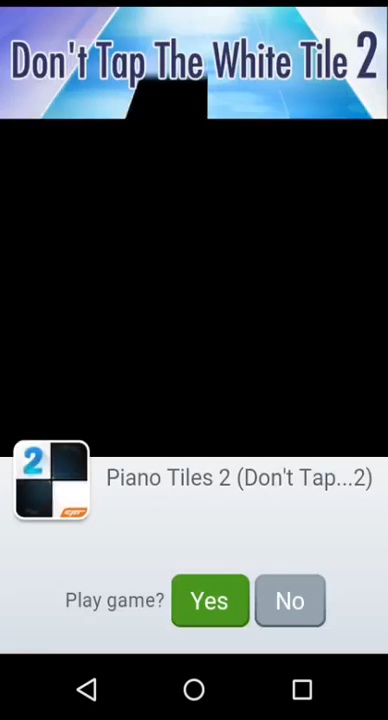 Don't Tap The White Tile 2
2
Piano Tiles 2 (Don't Tap...2)
Play game? Yes No